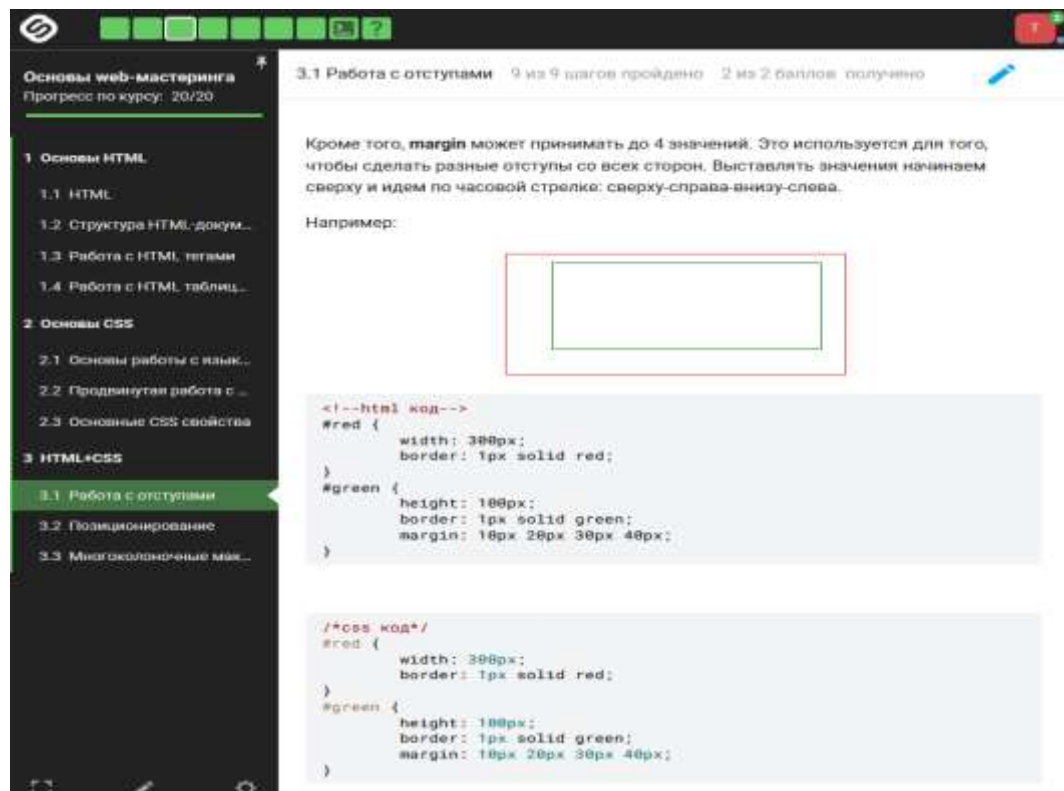 ?
T
Основы web-мастеринга
Прогресс по курсу: 20/20
1 Основы HTML
1.1 HTML
1.2 Структура HTML-докум...
1.3 Работа с HTML тегами
1.4 Работа с HTML таблиц...
2 Основы CSS
2.1 Основы работы с язык...
2.2 Продвинутая работа с ...
2.3 Основные CSS свойства
3 HTML+CSS
3.1 Работа с отступами
3.2 Позиционирование
3.3 Многоколоночные мак...
3.1 Работа с отступами 9 из 9 шагов пройдено 2 из 2 баллов получено
Кроме того, margin может принимать до 4 значений. Это используется для того,
чтобы сделать разные отступы со всех сторон. Выставлять значения начинаем
сверху и идем по часовой стрелке: сверху-справа-внизу-слева.
Например:
<!--html код-->
#red {
width: 300px;
border: 1px solid red;
}
#green {
height: 100px;
border: 1px solid green;
margin: 10px 20px 30px 40px;
}
/*css код*/
#red {
width: 300px;
border: 1px solid red;
}
#green {
height: 100px;
border: 1px solid green;
margin: 10px 20px 30px 40px;
}